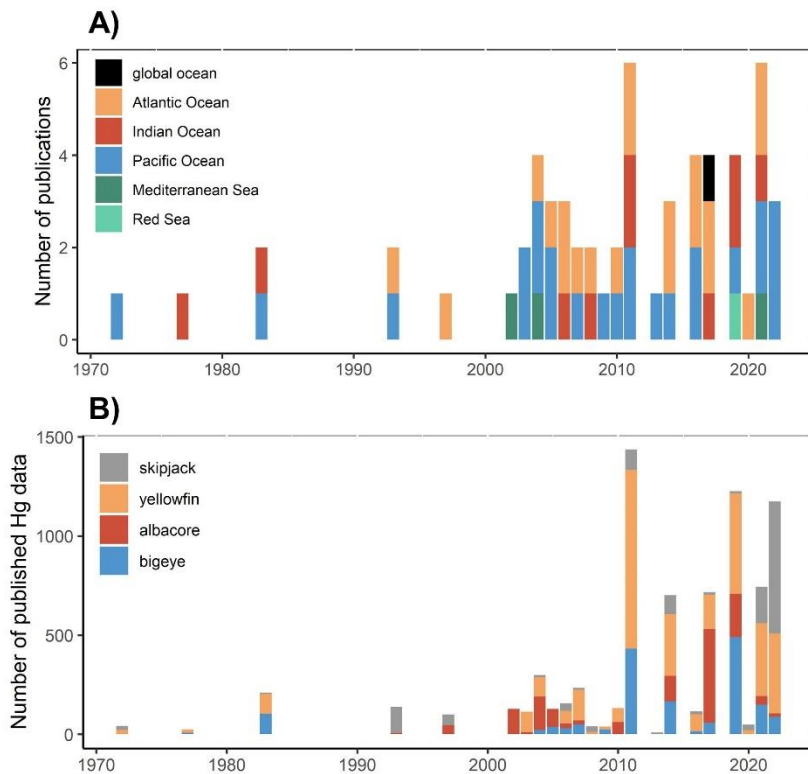 A)
Number of publications
6
4
2
0
global ocean
Atlantic Ocean
Indian Ocean
Pacific Ocean
Mediterranean Sea
Red Sea
1970 1980 1990 2000 2010 2020
B)
Number of published Hg data
1500
1000
500
0
skipjack
yellowfin
albacore
bigeye
1970 1980 1990 2000 2010 2020